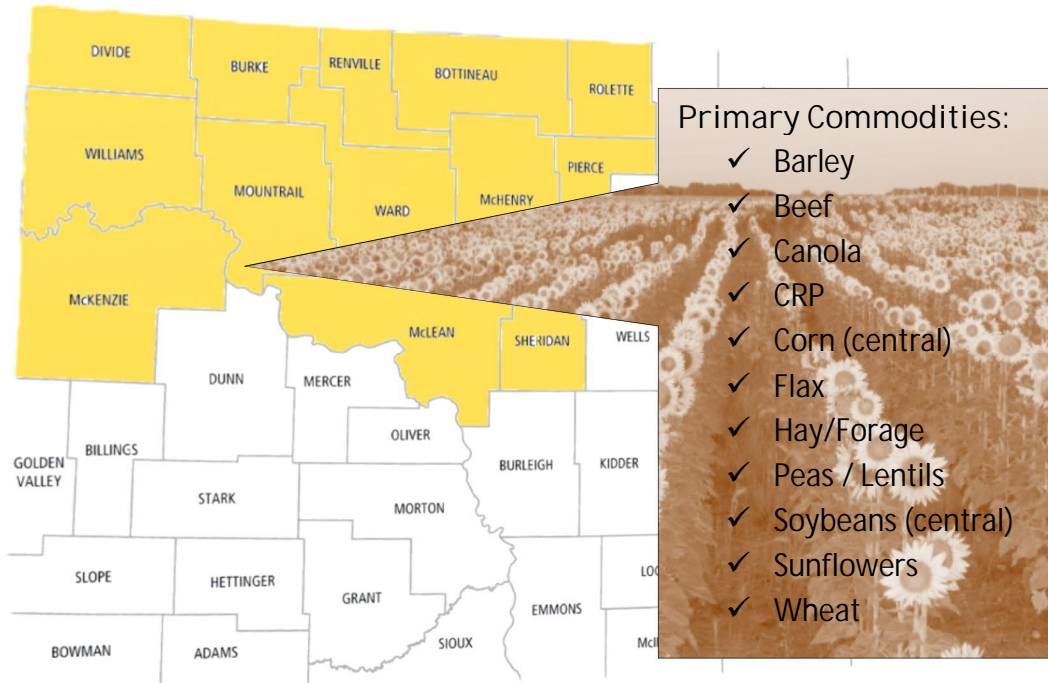 DIVIDE
BURKE
RENVILLE
BOTTINEAU
ROLETTE
WILLIAMS
MOUNTRAIL
WARD
McHENRY
PIERCE
McKENZIE
McLEAN
SHERIDAN
WELLS
DUNN
MERCER
OLIVER
BURLEIGH
KIDDER
GOLDEN
VALLEY
BILLINGS
STARK
MORTON
SLOPE
HETTINGER
GRANT
SIOUX
EMMONS
BOWMAN
ADAMS
Primary Commodities:
✓ Barley
✓ Beef
✓ Canola
✓ CRP
✓ Corn (central)
✓ Flax
✓ Hay/Forage
✓ Peas / Lentils
✓ Soybeans (central)
✓ Sunflowers
✓ Wheat